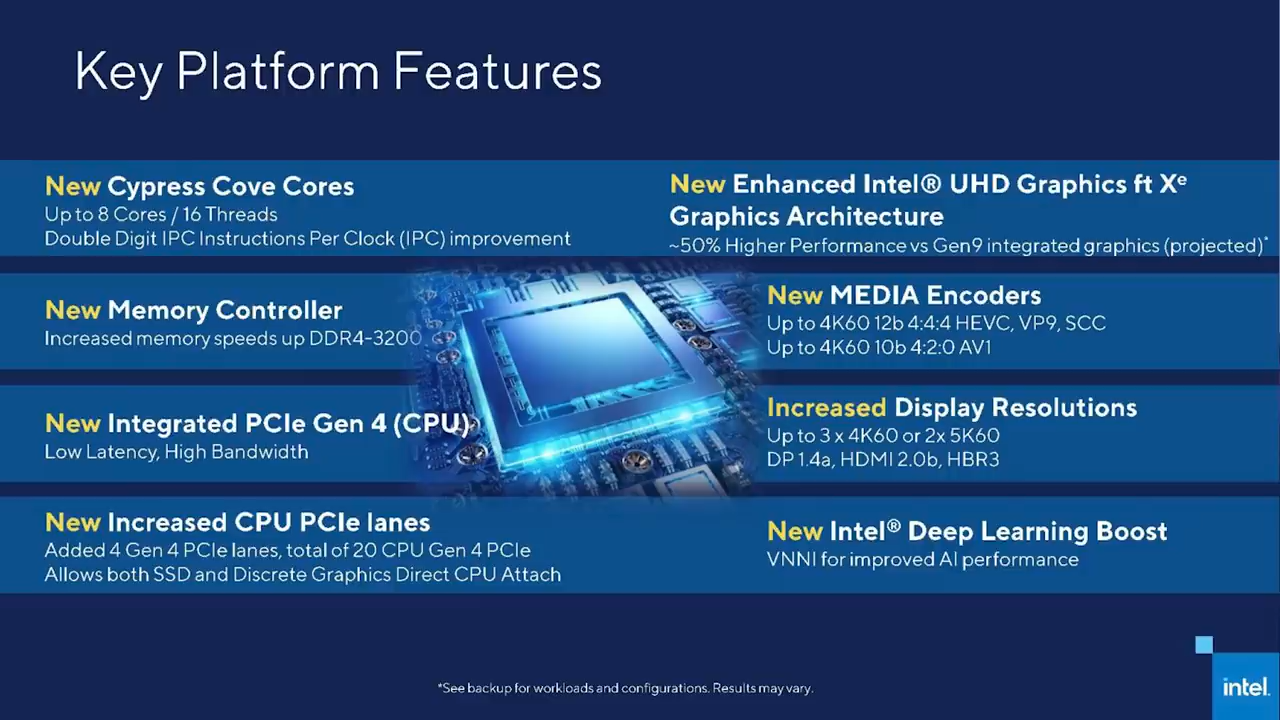 Key Platform Features
New Cypress Cove Cores
Up to 8 Cores / 16 Threads
Double Digit IPC Instructions Per Clock (IPC) improvement
New Memory Controller
Increased memory speeds up DDR4-3200
New Integrated PCIe Gen 4 (CPU)
Low Latency, High Bandwidth
New Increased CPU PCIe lanes
Added 4 Gen 4 PCIe lanes, total of 20 CPU Gen 4 PCIe
Allows both SSD and Discrete Graphics Direct CPU Attach
New Enhanced Intel® UHD Graphics ft Xᵉ
Graphics Architecture
~50% Higher Performance vs Gen9 integrated graphics (projected)*
New MEDIA Encoders
Up to 4K60 12b 4:4:4 HEVC, VP9, SCC
Up to 4K60 10b 4:2:0 AV1
Increased Display Resolutions
Up to 3 x 4K60 or 2x 5K60
DP 1.4a, HDMI 2.0b, HBR3
New Intel® Deep Learning Boost
VNNI for improved AI performance
*See backup for workloads and configurations. Results may vary.
intel.